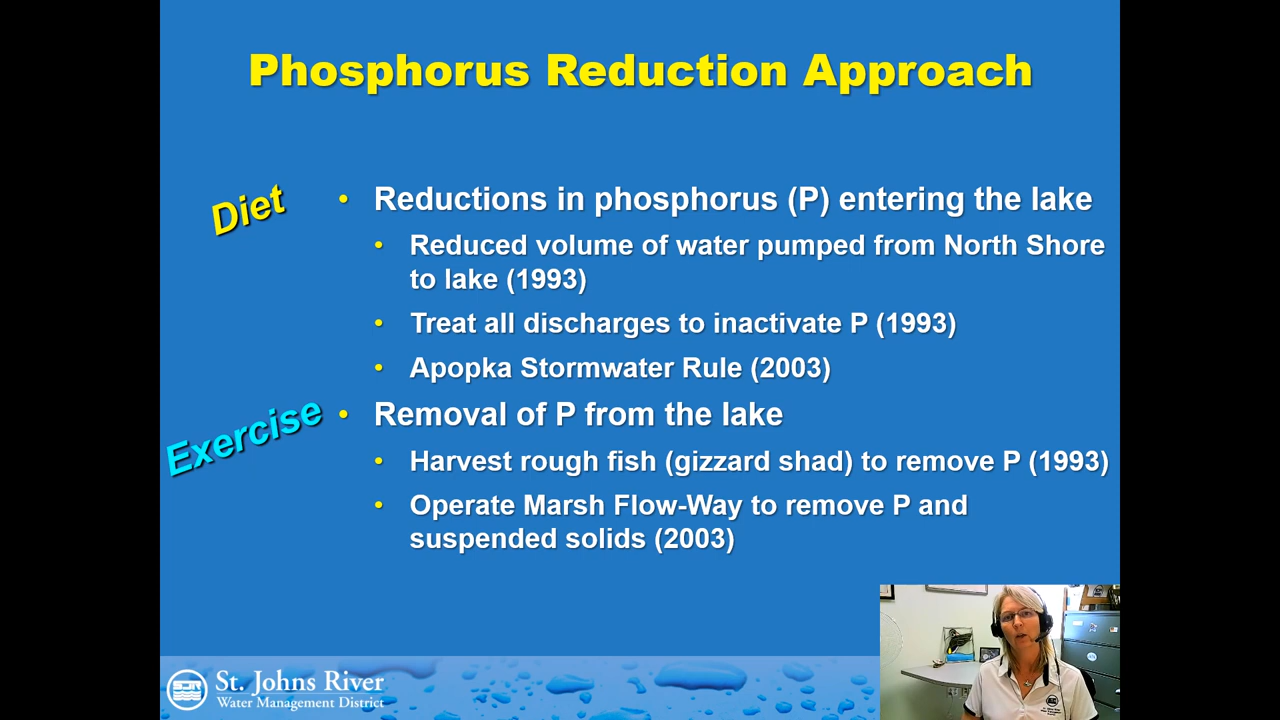 Phosphorus Reduction Approach
Diet
• Reductions in phosphorus (P) entering the lake
• Reduced volume of water pumped from North Shore
to lake (1993)
• Treat all discharges to inactivate P (1993)
• Apopka Stormwater Rule (2003)
Exercise
• Removal of P from the lake
• Harvest rough fish (gizzard shad) to remove P (1993)
• Operate Marsh Flow-Way to remove P and
suspended solids (2003)
St. Johns River
Water Management District